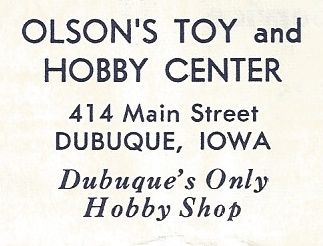 OLSON'S TOY and
HOBBY CENTER
414 Main Street
DUBUQUE, IOWA
Dubuque's Only
Hobby Shop